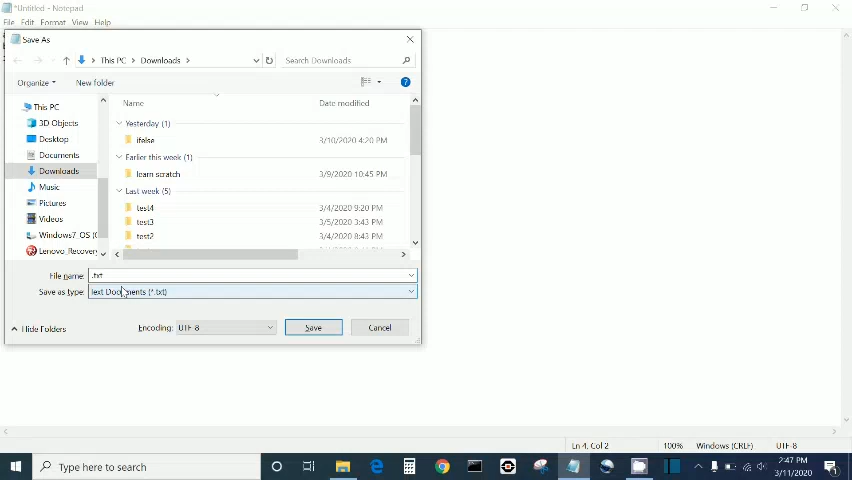 *Untitled - Notepad
File Edit Format View Help
Save As
This PC > Downloads >
Search Downloads
Organize
New folder
Name
Date modified
This PC
3D Objects
Desktop
Documents
Downloads
Music
Pictures
Videos
Windows7_OS (C
Lenovo_Recovery
Yesterday (1)
ifelse 3/10/2020 4:20 PM
Earlier this week (1)
learn scratch 3/9/2020 10:45 PM
Last week (5)
test4 3/4/2020 9:20 PM
test3 3/5/2020 3:43 PM
test2 3/4/2020 8:43 PM
File name: .txt
Save as type: Text Documents (*.txt)
Hide Folders
Encoding: UTF-8
Save
Cancel
Ln 4, Col 2
100%
Windows (CRLF)
UTF-8
Type here to search
2:47 PM
3/11/2020